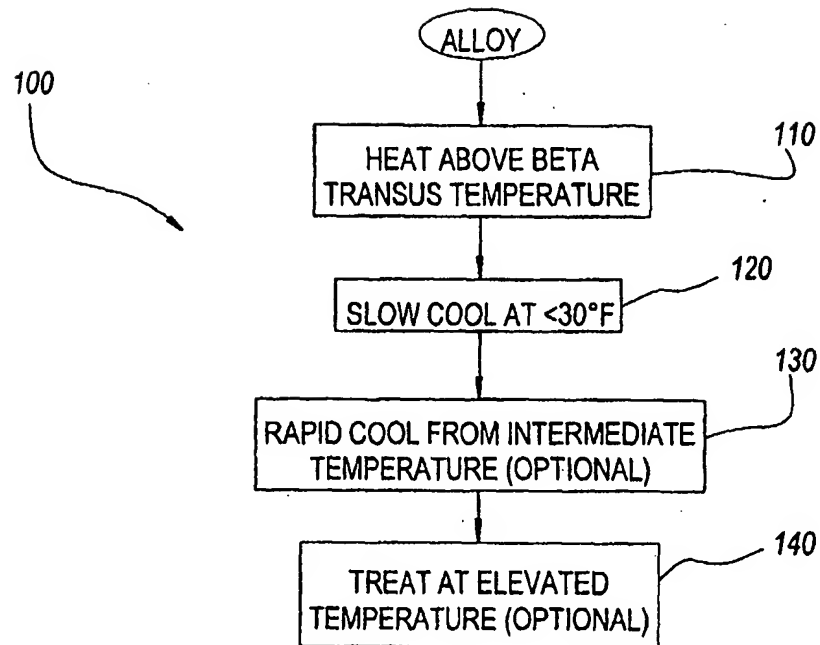 ALLOY
100
110
HEAT ABOVE BETA
TRANSUS TEMPERATURE
120
SLOW COOL AT <30°F
130
RAPID COOL FROM INTERMEDIATE
TEMPERATURE (OPTIONAL)
140
TREAT AT ELEVATED
TEMPERATURE (OPTIONAL)